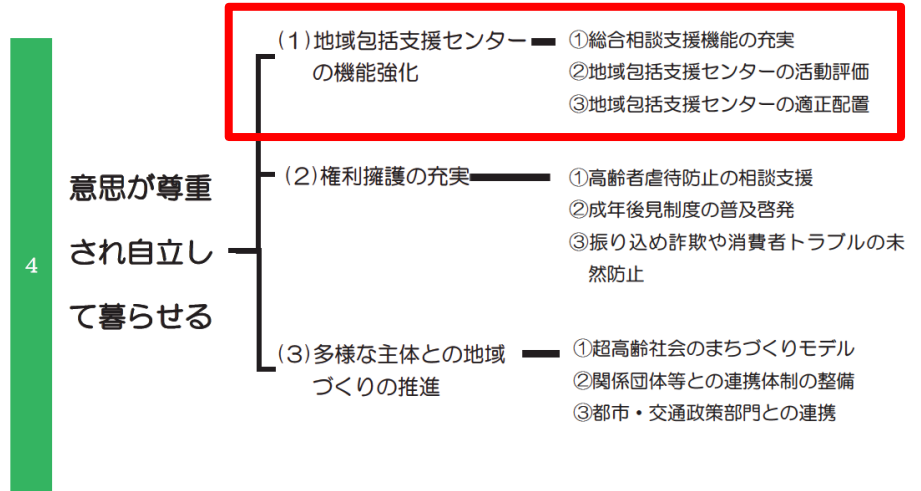 4
意思が尊重
され自立し
て暮らせる
(1)地域包括支援センター
の機能強化
①総合相談支援機能の充実
②地域包括支援センターの活動評価
③地域包括支援センターの適正配置
(2)権利擁護の充実
①高齢者虐待防止の相談支援
②成年後見制度の普及啓発
③振り込め詐欺や消費者トラブルの未
然防止
(3)多様な主体との地域
づくりの推進
①超高齢社会のまちづくりモデル
②関係団体等との連携体制の整備
③都市・交通政策部門との連携